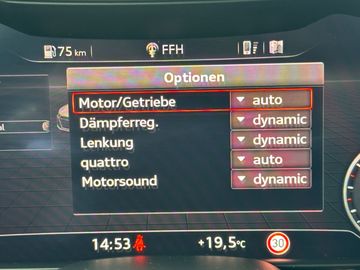 75 km FFH
Optionen
Motor/Getriebe auto
Dämpferreg. dynamic
Lenkung dynamic
quattro auto
Motorsound dynamic
14:53 +19,5°C 30